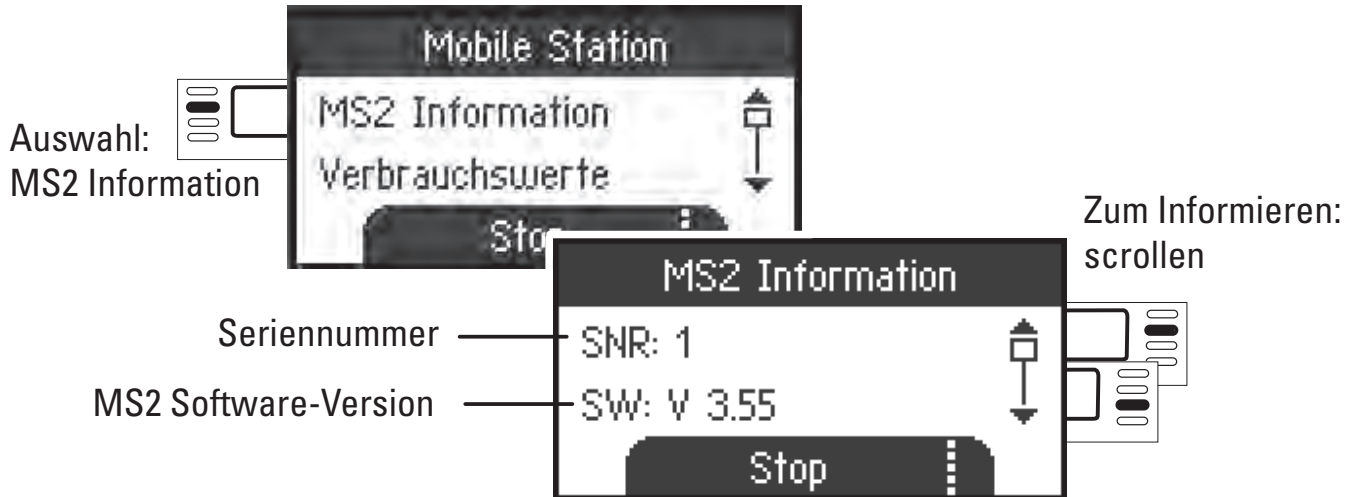 Mobile Station
MS2 Information
Verbrauchswerte
Auswahl:
MS2 Information
Zum Informieren:
scrollen
MS2 Information
Seriennummer
SNR: 1
MS2 Software-Version
SW: V 3.55
Stop